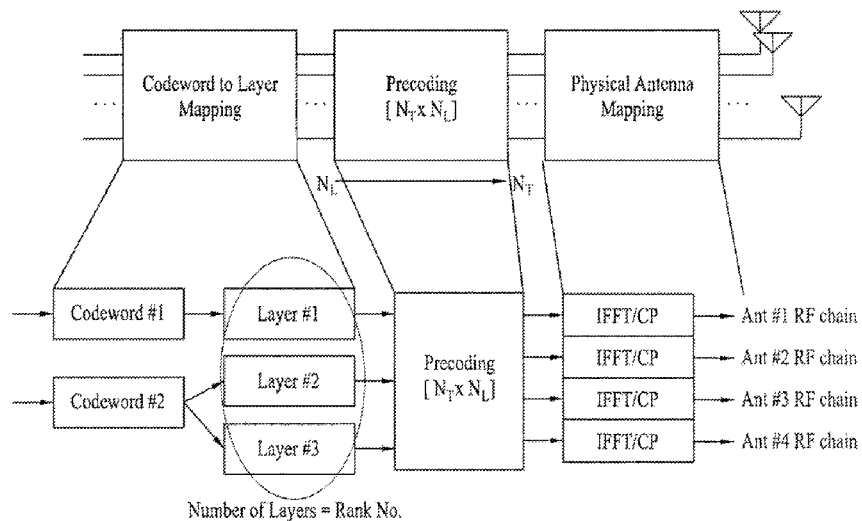 Codeword to Layer
Mapping
Precoding
[ N_T x N_L]
Physical Antenna
Mapping
...
...
...
...
N_L
N_T
Codeword #1
Layer #1
Precoding
[ N_T x N_L]
IFFT/CP
Ant #1 RF chain
Layer #2
IFFT/CP
Ant #2 RF chain
Codeword #2
IFFT/CP
Ant #3 RF chain
Layer #3
IFFT/CP
Ant #4 RF chain
Number of Layers = Rank No.